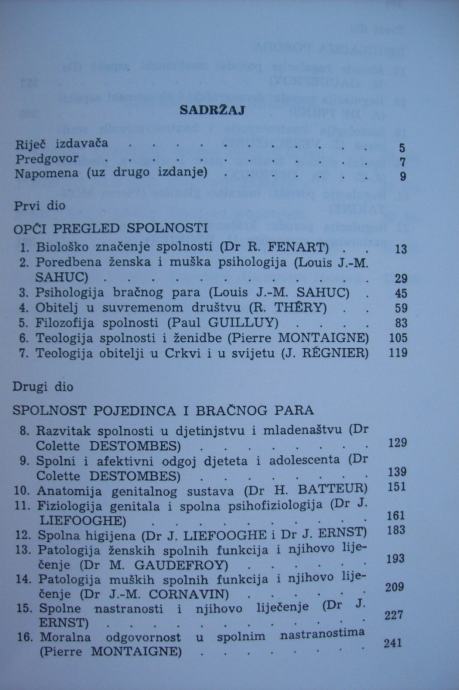 SADRŽAJ
Riječ izdavača . . . . . . . . . . 5
Predgovor . . . . . . . . . . 7
Napomena (uz drugo izdanje) . . . . . . 9
Prvi dio
OPĆI PREGLED SPOLNOSTI
1. Biološko značenje spolnosti (Dr R. FENART) . . 13
2. Poredbena ženska i muška psihologija (Louis J.-M.
SAHUC) . . . . . . . . . . 29
3. Psihologija bračnog para (Louis J.-M. SAHUC) . 45
4. Obitelj u suvremenom društvu (R. THÉRY) . . 59
5. Filozofija spolnosti (Paul GUILLUY) . . . . 83
6. Teologija spolnosti i ženidbe (Pierre MONTAIGNE) 105
7. Teologija obitelji u Crkvi i u svijetu (J. RÉGNIER) 119
Drugi dio
SPOLNOST POJEDINCA I BRAČNOG PARA
8. Razvitak spolnosti u djetinjstvu i mladenaštvu (Dr
Colette DESTOMBES) . . . . . . . . 129
9. Spolni i afektivni odgoj djeteta i adolescenta (Dr
Colette DESTOMBES) . . . . . . . . 139
10. Anatomija genitalnog sustava (Dr H. BATTEUR) 151
11. Fiziologija genitala i spolna psihofiziologija (Dr J.
LIEFOOGHE) . . . . . . . . . 161
12. Spolna higijena (Dr J. LIEFOOGHE i Dr J. ERNST) 183
13. Patologija ženskih spolnih funkcija i njihovo lije-
čenje (Dr M. GAUDEFROY) . . . . . . 193
14. Patologija muških spolnih funkcija i njihovo lije-
čenje (Dr J.-M. CORNAVIN) . . . . . . 209
15. Spolne nastranosti i njihovo liječenje (Dr J.
ERNST) . . . . . . . . . . 227
16. Moralna odgovornost u spolnim nastranostima
(Pierre MONTAIGNE) . . . . . . . 241